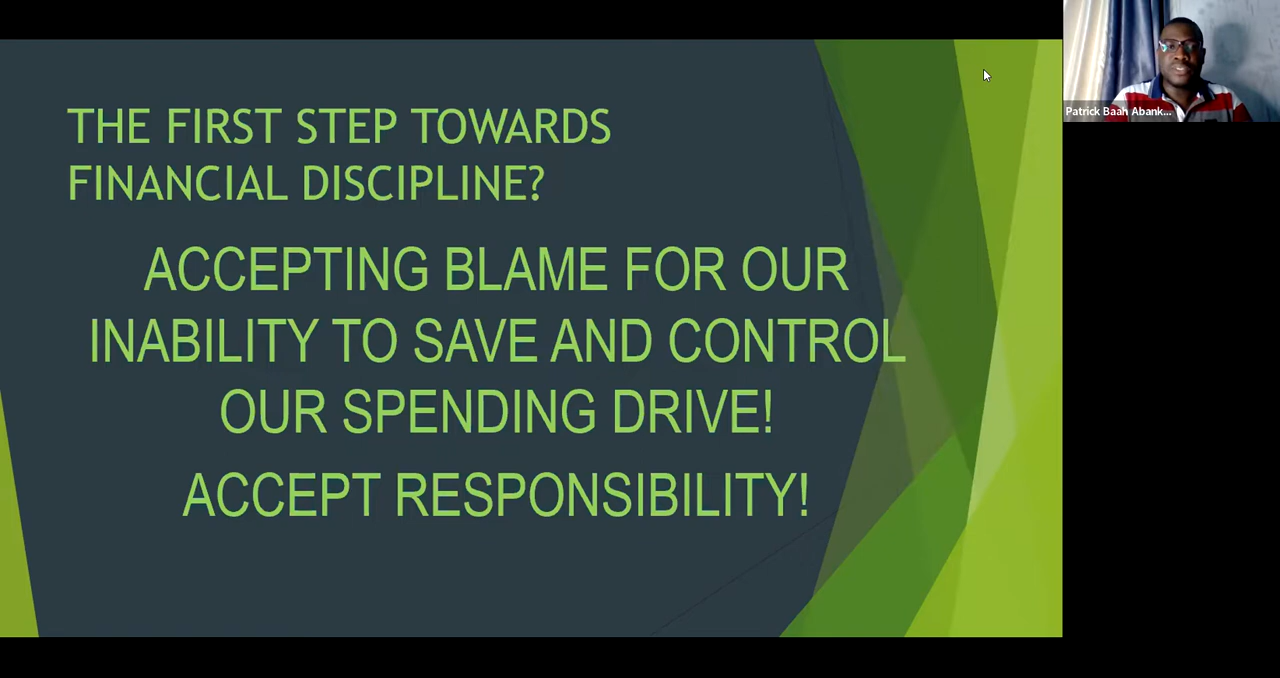 THE FIRST STEP TOWARDS
FINANCIAL DISCIPLINE?
ACCEPTING BLAME FOR OUR
INABILITY TO SAVE AND CONTROL
OUR SPENDING DRIVE!
ACCEPT RESPONSIBILITY!
Patrick Baah Abank...